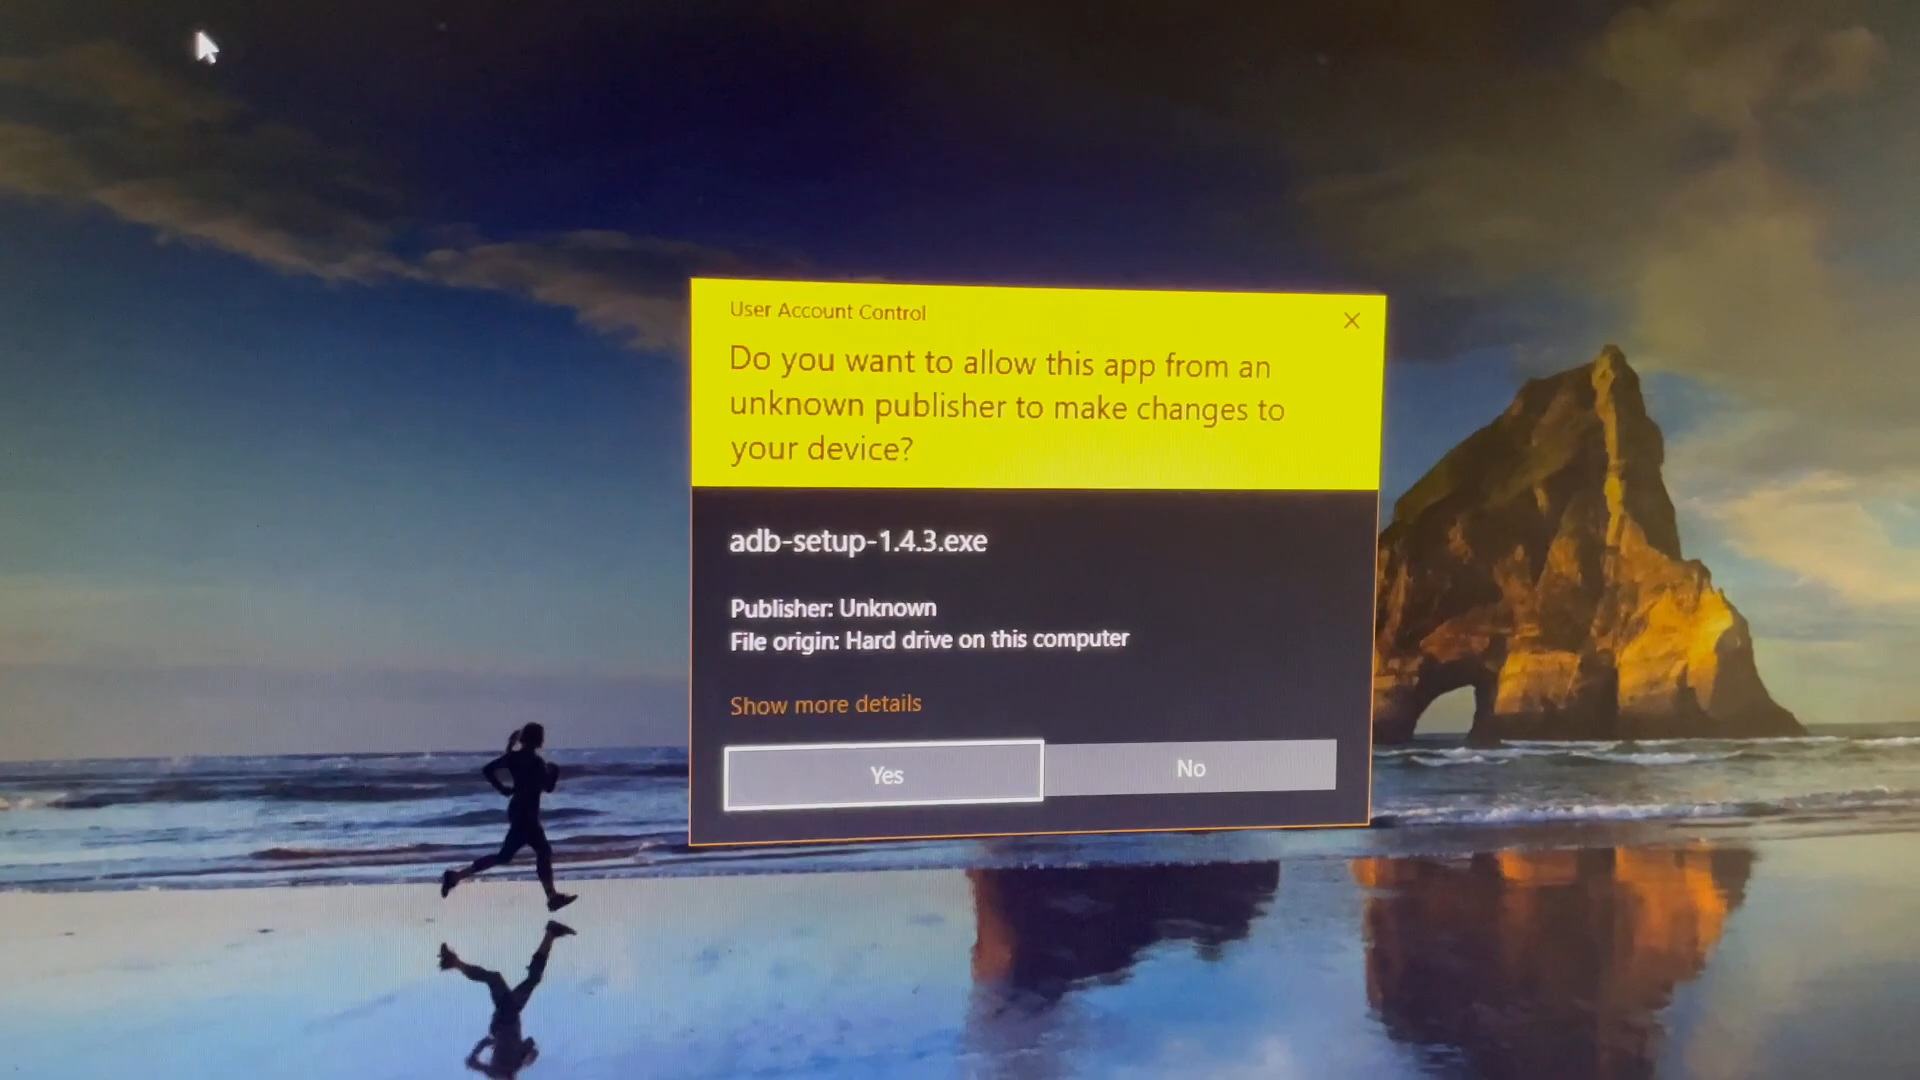 User Account Control
Do you want to allow this app from an
unknown publisher to make changes to
your device?
adb-setup-1.4.3.exe
Publisher: Unknown
File origin: Hard drive on this computer
Show more details
Yes No